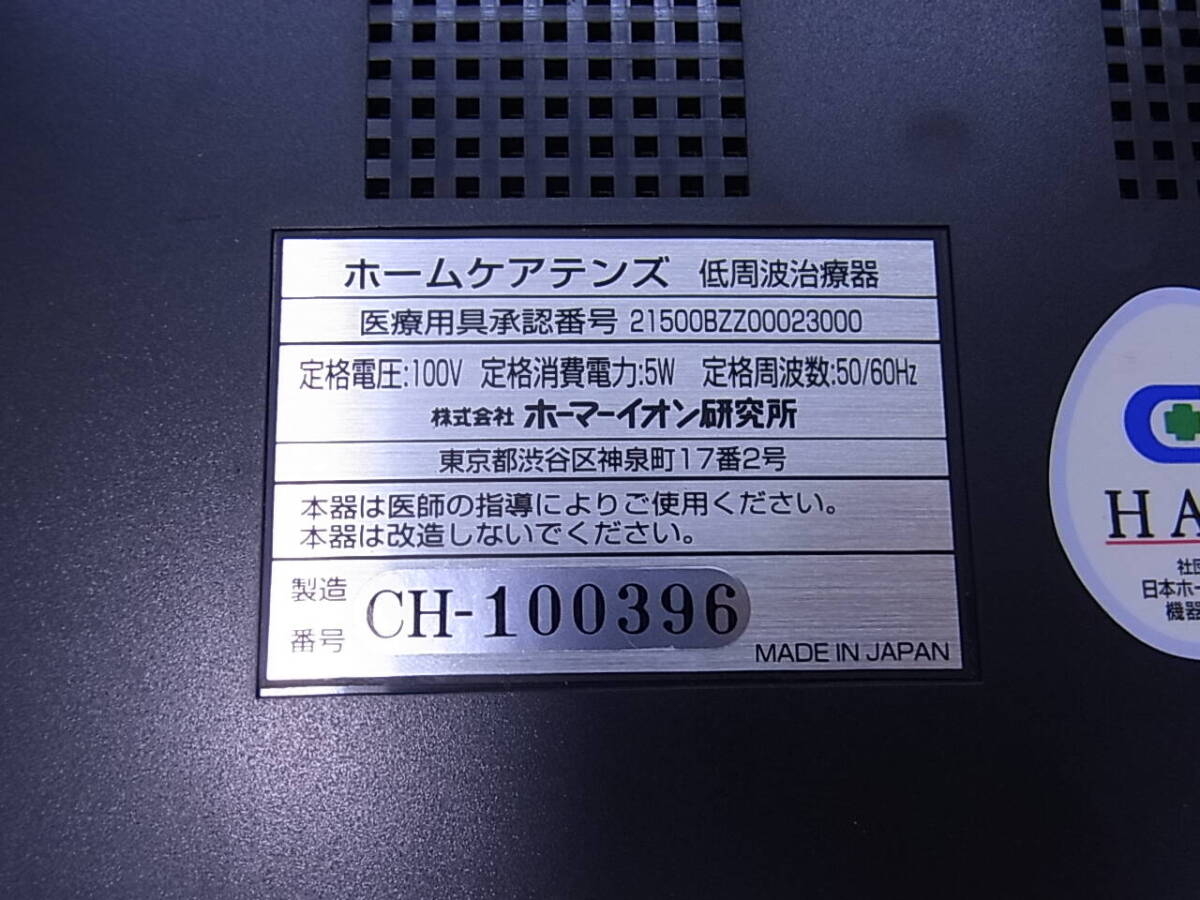 ホームケアテンズ 低周波治療器
医療用具承認番号 21500BZZ00023000
定格電圧:100V 定格消費電力:5W 定格周波数:50/60Hz
株式会社 ホーマーイオン研究所
東京都渋谷区神泉町17番2号
本器は医師の指導によりご使用ください。
本器は改造しないでください。
製造番号 CH-100396
MADE IN JAPAN
HA
社団
日本ホー
機器